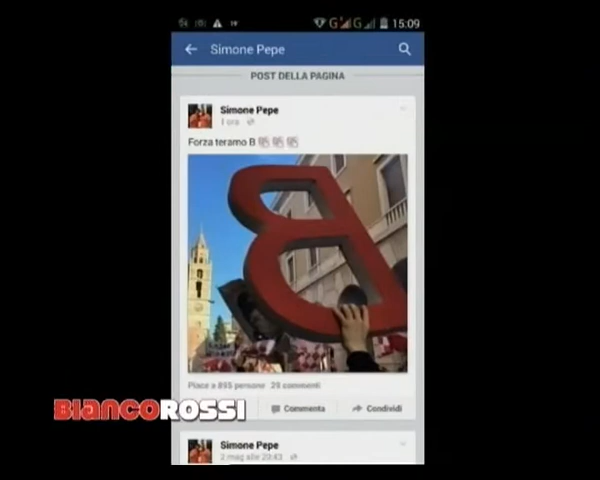 15:09
Simone Pepe
POST DELLA PAGINA
Simone Pepe
1 ora
Forza teramo B
B
Piace a 895 persone 29 commenti
Commenta
Condividi
BIANCOROSSI
Simone Pepe
2 mag alle 20:43